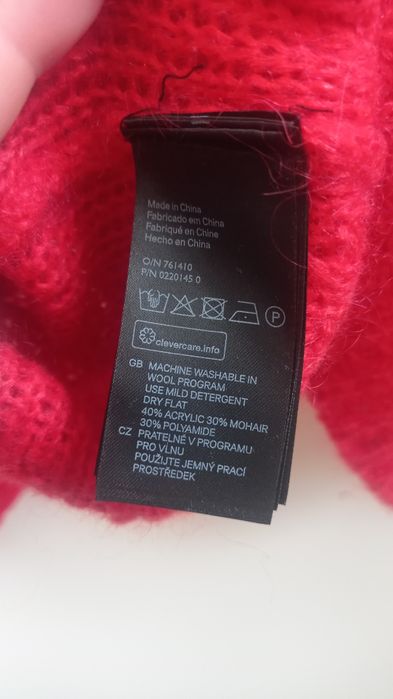 Made in China
Fabricado em China
Fabriqué en Chine
Hecho en China
O/N 761410
P/N 0220145 0
P
clevercare.info
GB MACHINE WASHABLE IN
WOOL PROGRAM
USE MILD DETERGENT
DRY FLAT
40% ACRYLIC 30% MOHAIR
30% POLYAMIDE
CZ PRATELNÉ V PROGRAMU
PRO VLNU
POUŽIJTE JEMNÝ PRACÍ
PROSTŘEDEK